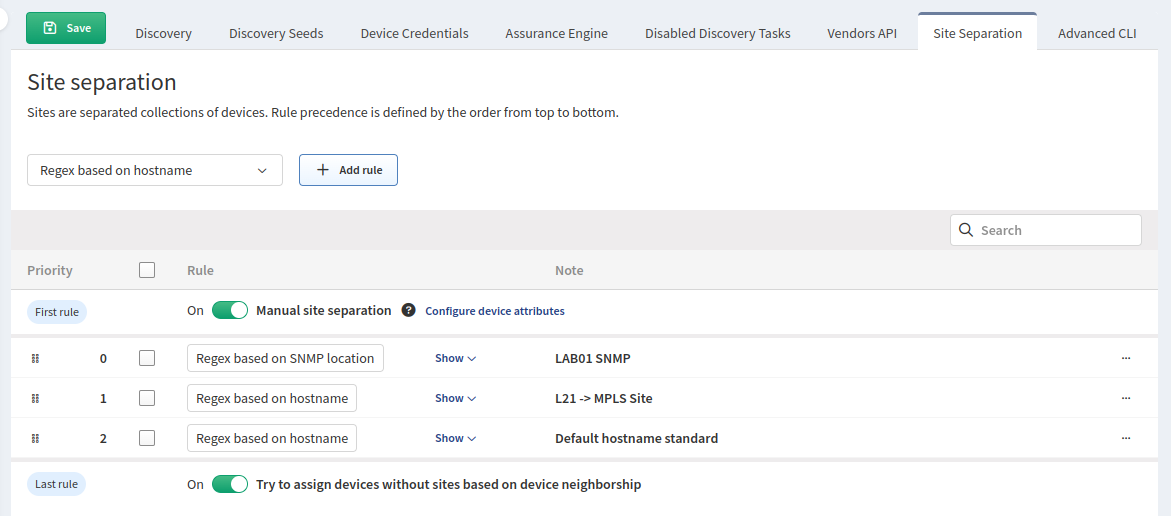 Save
Discovery
Discovery Seeds
Device Credentials
Assurance Engine
Disabled Discovery Tasks
Vendors API
Site Separation
Advanced CLI
Site separation
Sites are separated collections of devices. Rule precedence is defined by the order from top to bottom.
Regex based on hostname
Add rule
Search
Priority Rule Note
First rule On Manual site separation ? Configure device attributes
0 Regex based on SNMP location Show LAB01 SNMP ...
1 Regex based on hostname Show L21 -> MPLS Site ...
2 Regex based on hostname Show Default hostname standard ...
Last rule On Try to assign devices without sites based on device neighborship